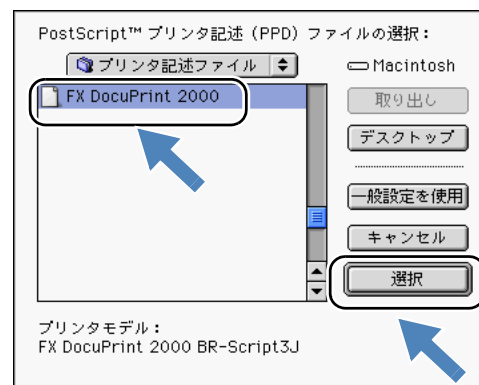 PostScript™ プリンタ記述 (PPD) ファイルの選択：
プリンタ記述ファイル
Macintosh
FX DocuPrint 2000
取り出し
デスクトップ
一般設定を使用
キャンセル
選択
プリンタモデル：
FX DocuPrint 2000 BR-Script3J